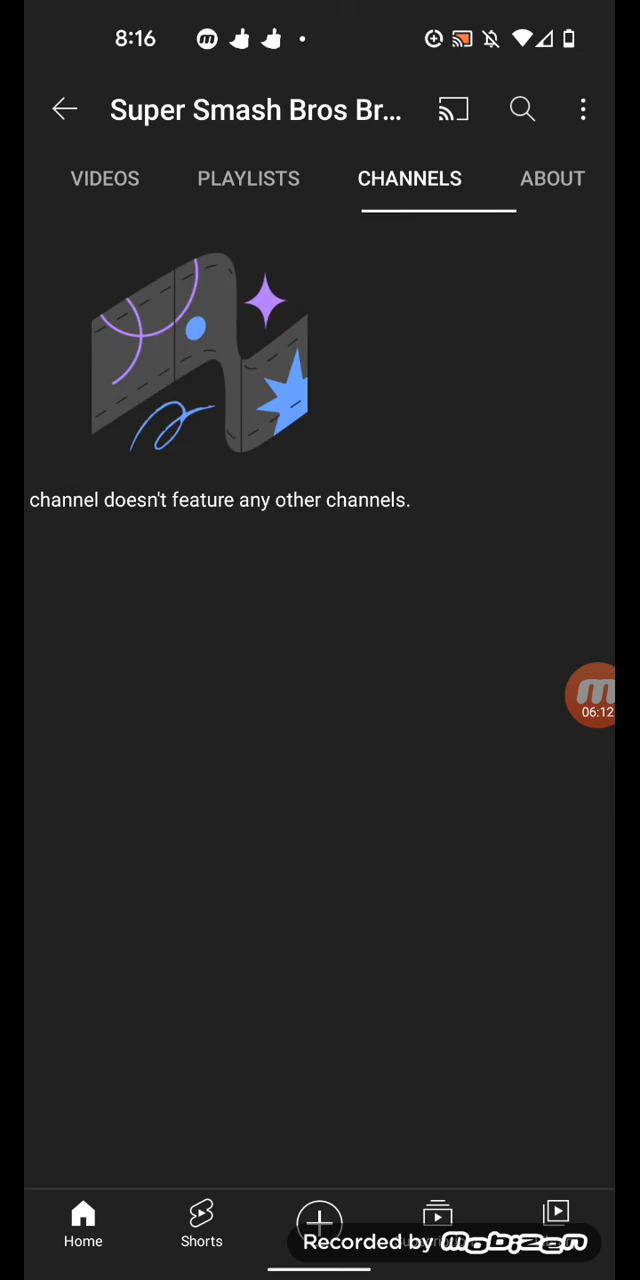 8:16
Super Smash Bros Br...
VIDEOS PLAYLISTS CHANNELS ABOUT
channel doesn't feature any other channels.
06:12
Home Shorts
Recorded by mobizen